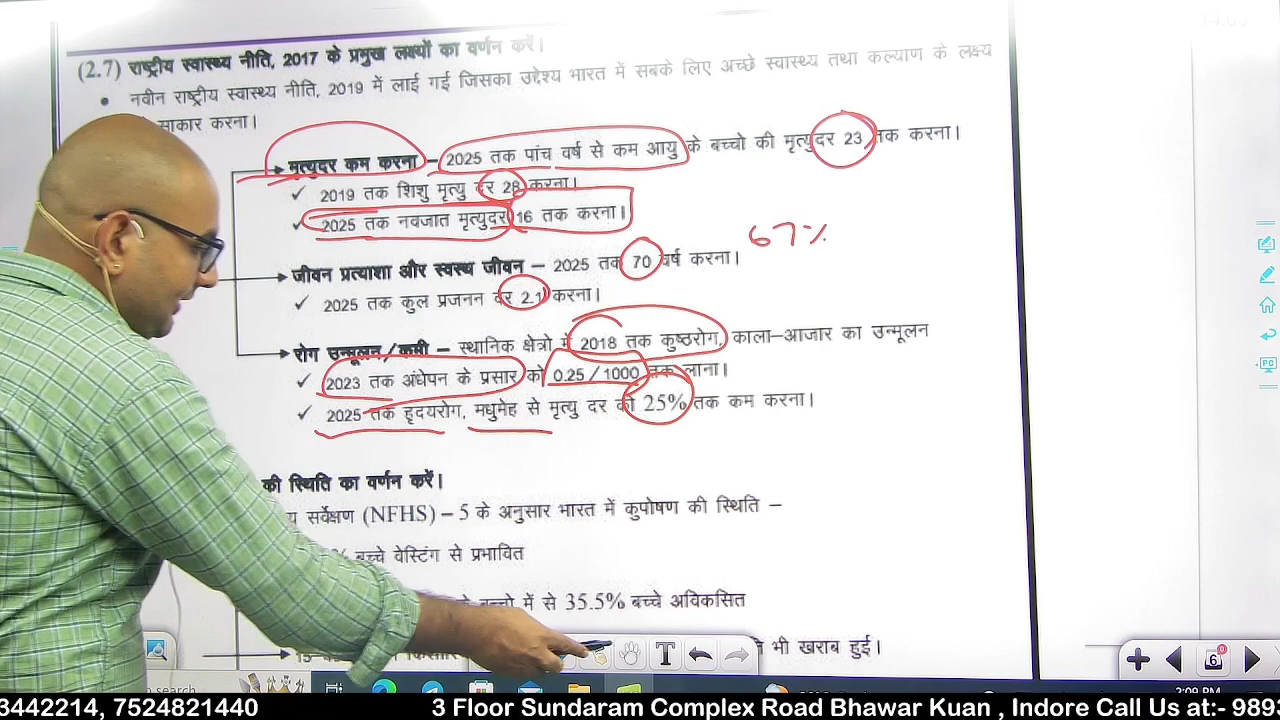 (2.7) राष्ट्रीय स्वास्थ्य नीति, 2017 के प्रमुख लक्ष्यों का वर्णन करें।
• नवीन राष्ट्रीय स्वास्थ्य नीति, 2019 में लाई गई जिसका उद्देश्य भारत में सबके लिए अच्छे स्वास्थ्य तथा कल्याण के लक्ष्य
साकार करना।
मृत्युदर कम करना – 2025 तक पांच वर्ष से कम आयु के बच्चो की मृत्युदर 23 तक करना।
✓ 2019 तक शिशु मृत्यु दर 28 करना।
✓ 2025 तक नवजात मृत्युदर 16 तक करना।
67%
जीवन प्रत्याशा और स्वस्थ जीवन – 2025 तक 70 वर्ष करना।
✓ 2025 तक कुल प्रजनन दर 2.1 करना।
रोग उन्मूलन/कमी – स्थानिक क्षेत्रो में 2018 तक कुष्ठरोग, काला–आजार का उन्मूलन
✓ 2023 तक अंधेपन के प्रसार को 0.25/1000 तक लाना।
✓ 2025 तक हृदयरोग, मधुमेह से मृत्यु दर को 25% तक कम करना।
की स्थिति का वर्णन करें।
सर्वेक्षण (NFHS) – 5 के अनुसार भारत में कुपोषण की स्थिति –
बच्चे वेस्टिंग से प्रभावित
बच्चो में से 35.5% बच्चे अविकसित
भी खराब हुई।
T
6
search
2:09 PM
3442214, 7524821440 3 Floor Sundaram Complex Road Bhawar Kuan , Indore Call Us at:- 989